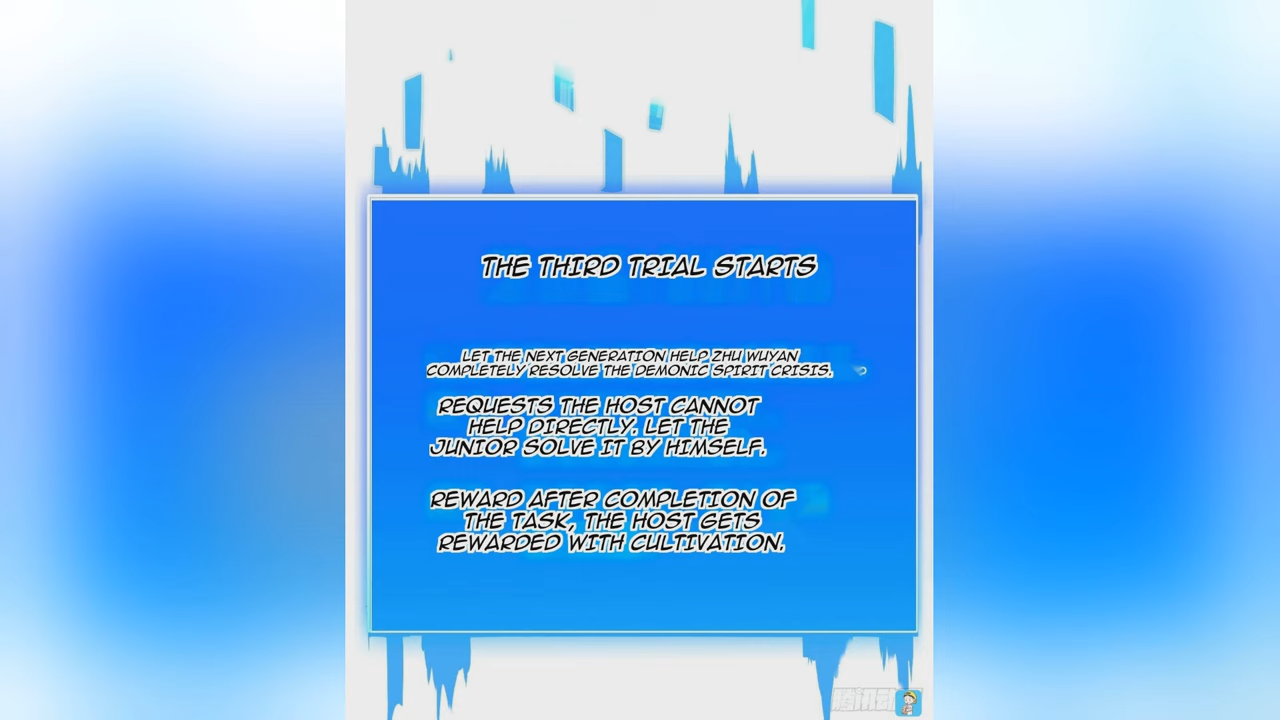 THE THIRD TRIAL STARTS
LET THE NEXT GENERATION HELP ZHU WUYAN
COMPLETELY RESOLVE THE DEMONIC SPIRIT CRISIS.
REQUESTS THE HOST CANNOT
HELP DIRECTLY. LET THE
JUNIOR SOLVE IT BY HIMSELF.
REWARD AFTER COMPLETION OF
THE TASK, THE HOST GETS
REWARDED WITH CULTIVATION.